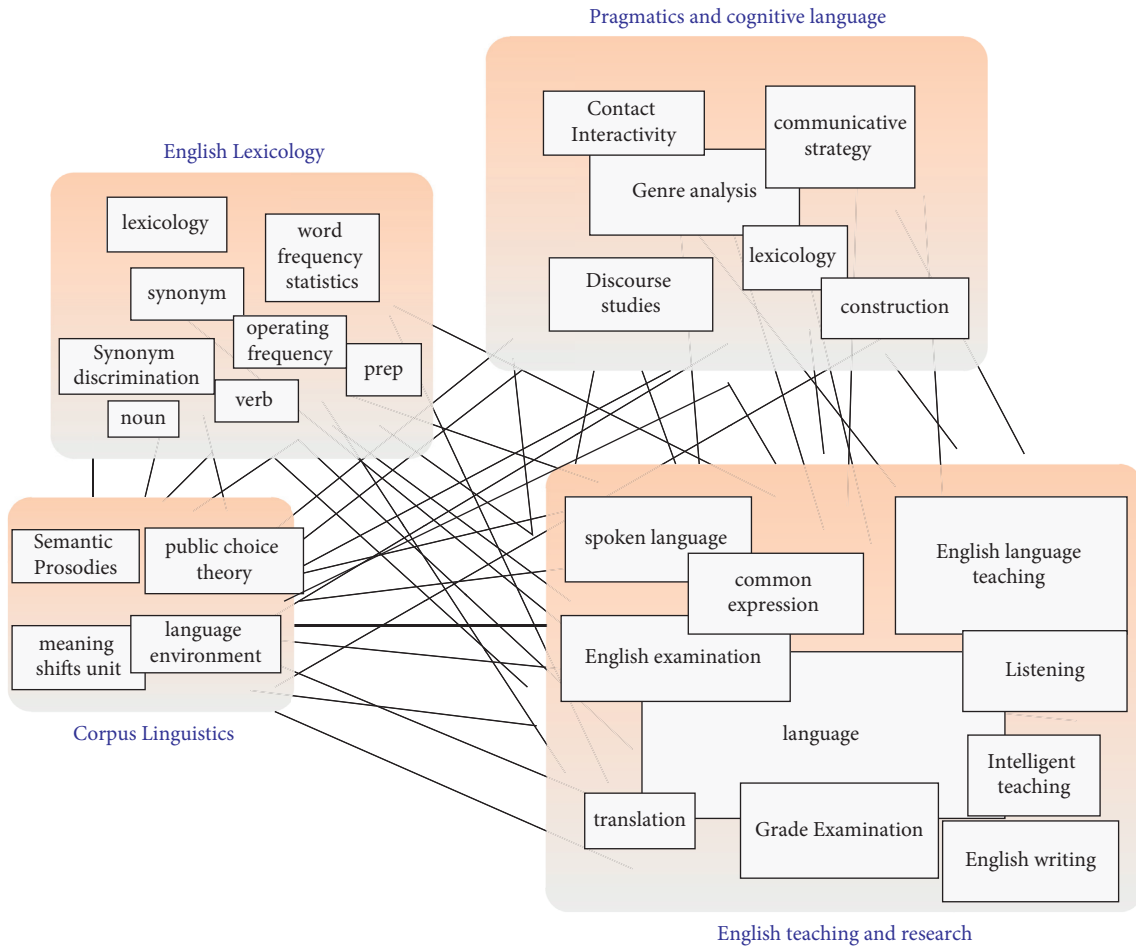 Pragmatics and cognitive language
Contact
Interactivity
communicative
strategy
Genre analysis
lexicology
Discourse
studies
construction
English Lexicology
lexicology
word
frequency
statistics
synonym
operating
frequency
Synonym
discrimination
prep
verb
noun
Semantic
Prosodies
public choice
theory
meaning
shifts unit
language
environment
Corpus Linguistics
spoken language
common
expression
English language
teaching
English examination
Listening
language
Intelligent
teaching
translation
Grade Examination
English writing
English teaching and research